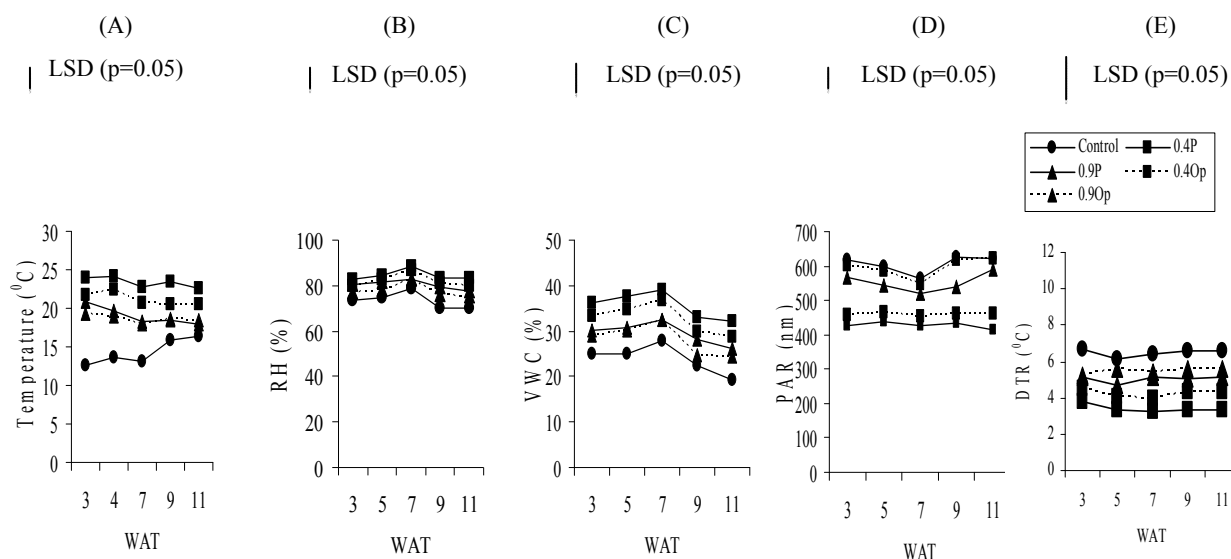 (A) (B) (C) (D) (E)
LSD (p=0.05) LSD (p=0.05) LSD (p=0.05) LSD (p=0.05) LSD (p=0.05)
Control 0.4P
0.9P 0.4Op
0.9Op
Temperature (⁰C)
30
25
20
15
10
5
0
3 4 7 9 11
WAT
RH (%)
100
80
60
40
20
0
3 5 7 9 11
WAT
VWC (%)
50
40
30
20
10
0
3 5 7 9 11
WAT
PAR (nm)
700
600
500
400
300
200
100
0
3 5 7 9 11
WAT
DTR (⁰C)
12
10
8
6
4
2
0
3 5 7 9 11
WAT